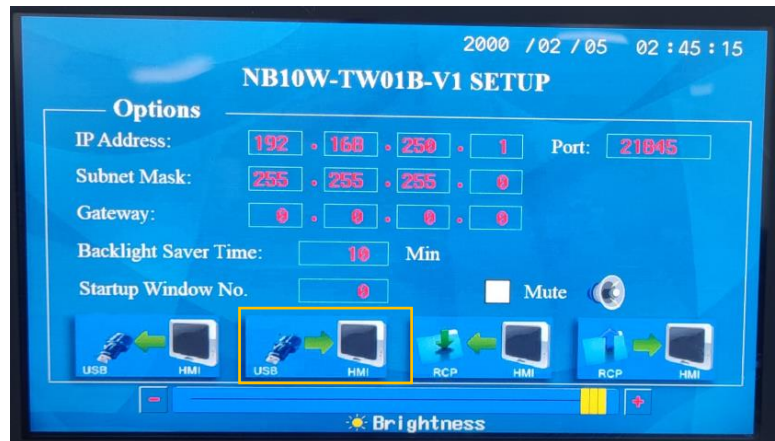 2000 /02 /05 02:45:15
NB10W-TW01B-V1 SETUP
Options
IP Address: 192 . 168 . 250 . 1 Port: 21845
Subnet Mask: 255 . 255 . 255 . 0
Gateway: 0 . 0 . 0 . 0
Backlight Saver Time: 10 Min
Startup Window No. 0 Mute
USB HMI USB HMI RCP HMI RCP HMI
- +
Brightness